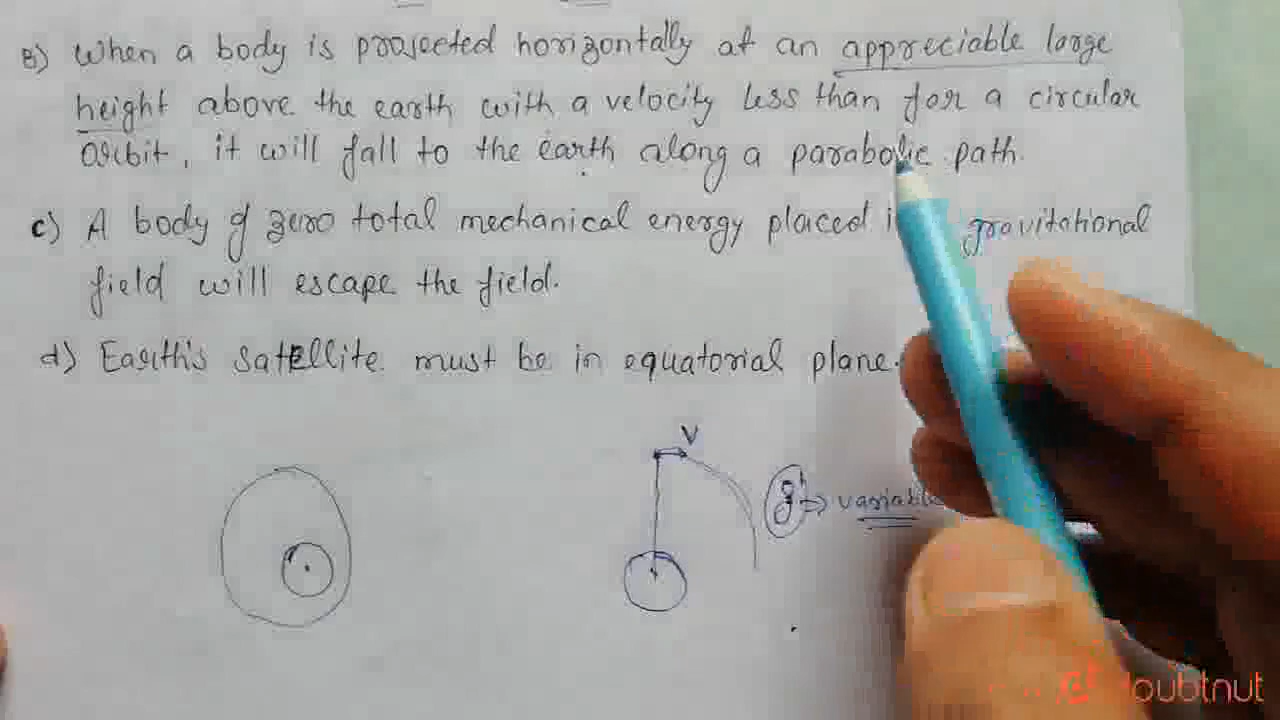 B) When a body is projected horizontally at an appreciable large
height above the earth with a velocity less than for a circular
orbit, it will fall to the earth along a parabolic path.
c) A body of zero total mechanical energy placed i gravitational
field will escape the field.
d) Earth's satellite must be in equatorial plane.
V
g' → variable
doubtnut